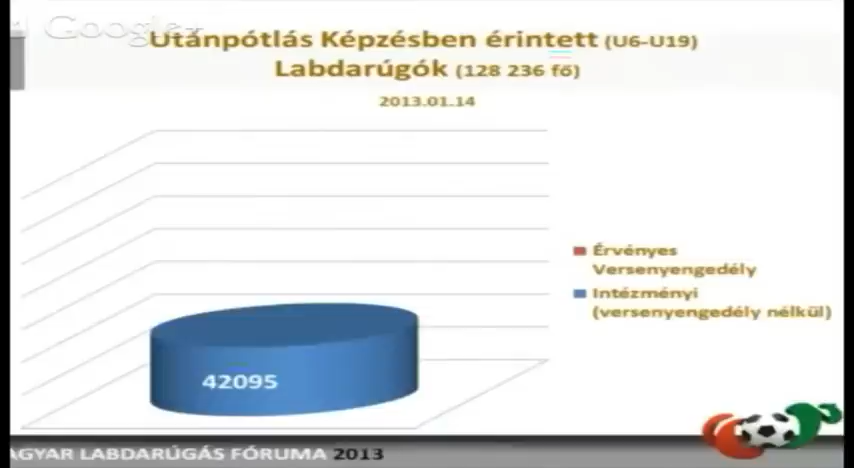 Google+
Utánpótlás Képzésben érintett (U6-U19)
Labdarúgók (128 236 fő)
2013.01.14
Érvényes
Versenyengedély
Intézményi
(versenyengedély nélkül)
42095
AGYAR LABDARÚGÁS FÓRUMA 2013